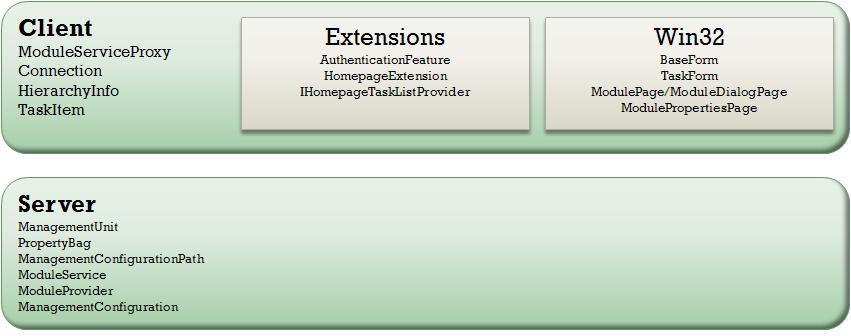 Client
ModuleServiceProxy
Connection
HierarchyInfo
TaskItem
Extensions
AuthenticationFeature
HomepageExtension
IHomepageTaskListProvider
Win32
BaseForm
TaskForm
ModulePage/ModuleDialogPage
ModulePropertiesPage
Server
ManagementUnit
PropertyBag
ManagementConfigurationPath
ModuleService
ModuleProvider
ManagementConfiguration